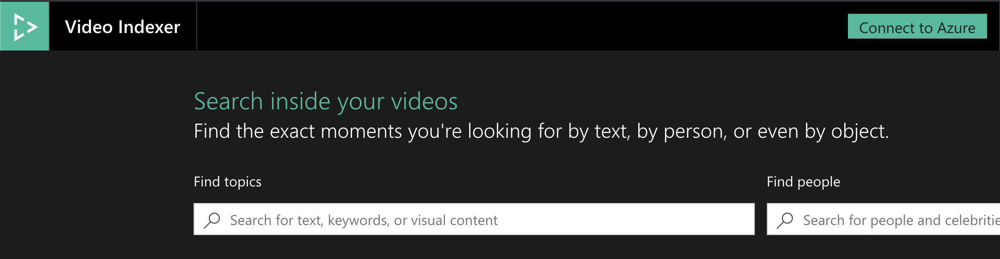 Video Indexer
Connect to Azure
Search inside your videos
Find the exact moments you're looking for by text, by person, or even by object.
Find topics
Find people
Search for text, keywords, or visual content
Search for people and celebritie